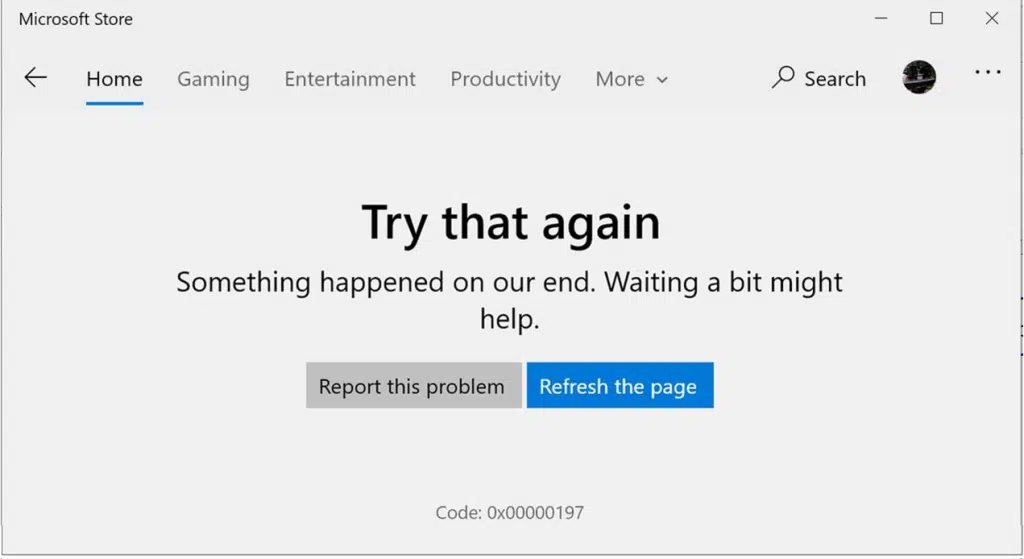 Microsoft Store
Home Gaming Entertainment Productivity More Search
Try that again
Something happened on our end. Waiting a bit might
help.
Report this problem Refresh the page
Code: 0x00000197